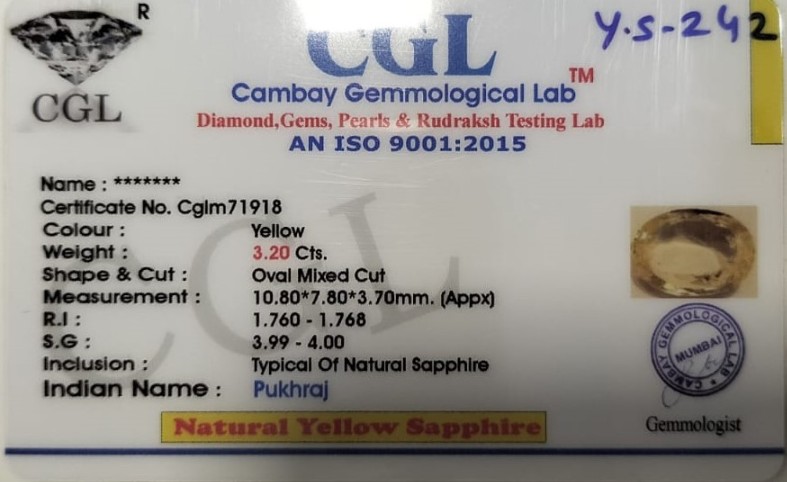 R
CGL
CGL
Y.S-242
Cambay Gemmological Lab TM
Diamond,Gems, Pearls & Rudraksh Testing Lab
AN ISO 9001:2015
Name : *******
Certificate No. Cglm71918
Colour : Yellow
Weight : 3.20 Cts.
Shape & Cut : Oval Mixed Cut
Measurement : 10.80*7.80*3.70mm. (Appx)
R.I : 1.760 - 1.768
S.G : 3.99 - 4.00
Inclusion : Typical Of Natural Sapphire
Indian Name : Pukhraj
CGL
CAMBAY GEMMOLOGICAL LAB
MUMBAI
Natural Yellow Sapphire
Gemmologist